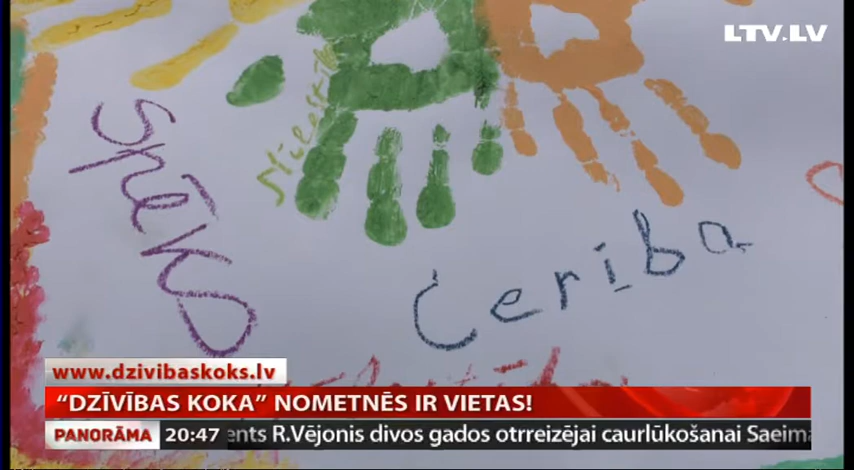 LTV.LV
Spēks
Cerība
www.dzivibaskoks.lv
“DZĪVĪBAS KOKA” NOMETNĒS IR VIETAS!
PANORĀMA 20:47 ents R.Vējonis divos gados otrreizējai caurlūkošanai Saeima